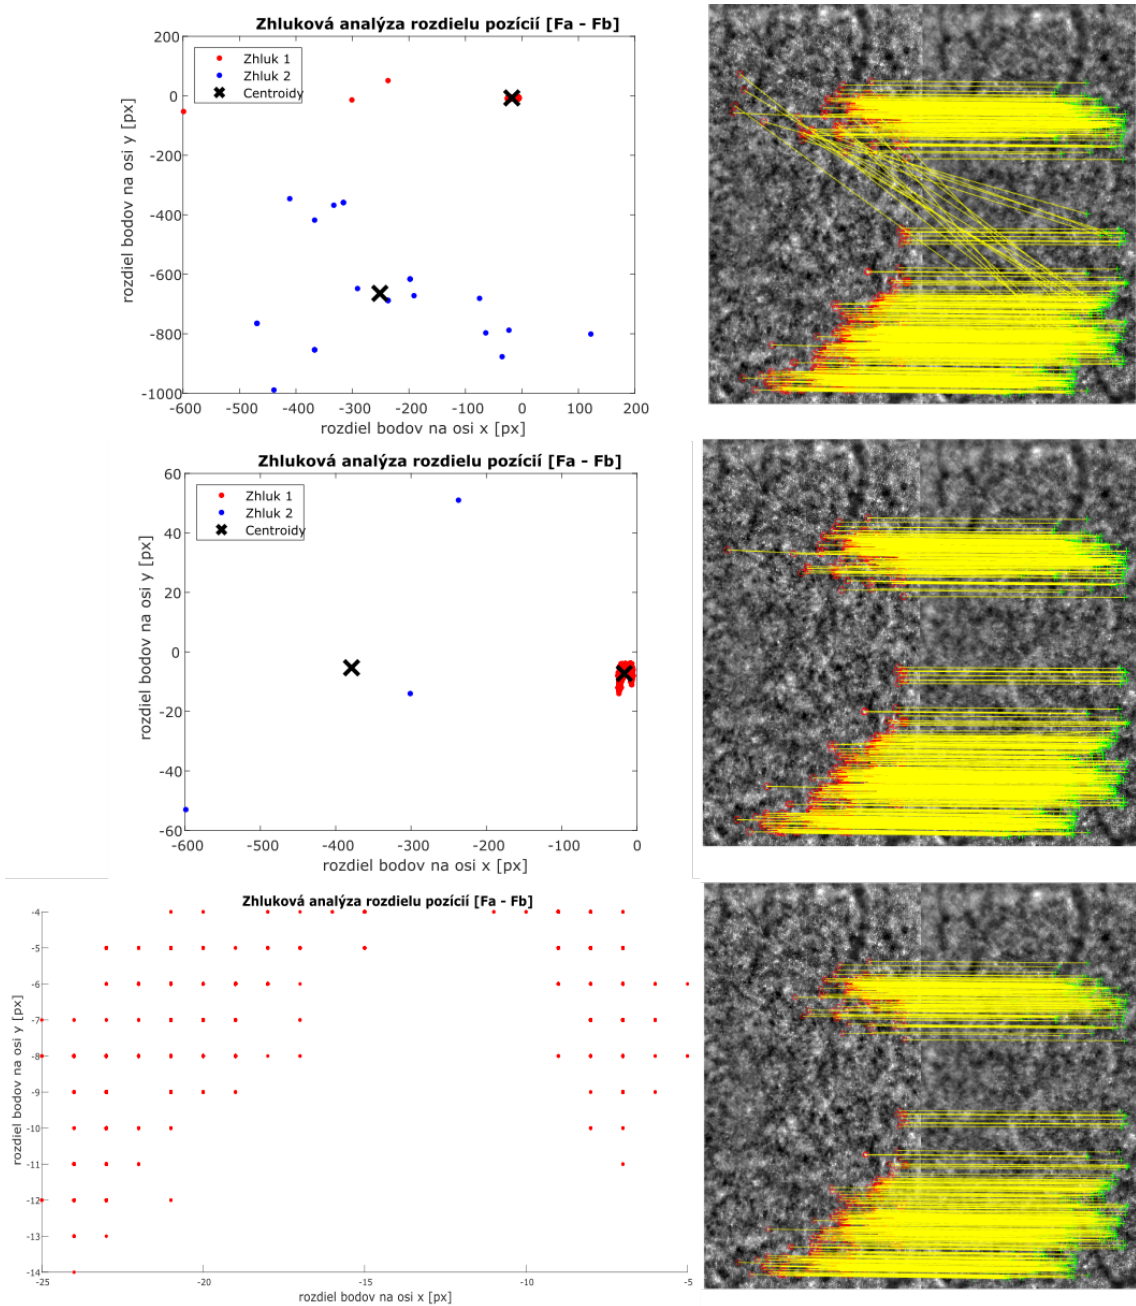 Zhluková analýza rozdielu pozícií [Fa - Fb]
Zhluk 1
Zhluk 2
Centroidy
200
0
-200
-400
-600
-800
-1000
rozdiel bodov na osi y [px]
-600 -500 -400 -300 -200 -100 0 100 200
rozdiel bodov na osi x [px]
Zhluková analýza rozdielu pozícií [Fa - Fb]
Zhluk 1
Zhluk 2
Centroidy
60
40
20
0
-20
-40
-60
rozdiel bodov na osi y [px]
-600 -500 -400 -300 -200 -100 0
rozdiel bodov na osi x [px]
Zhluková analýza rozdielu pozícií [Fa - Fb]
-4
-5
-6
-7
-8
-9
-10
-11
-12
-13
-14
rozdiel bodov na osi y [px]
-25 -20 -15 -10 -5
rozdiel bodov na osi x [px]